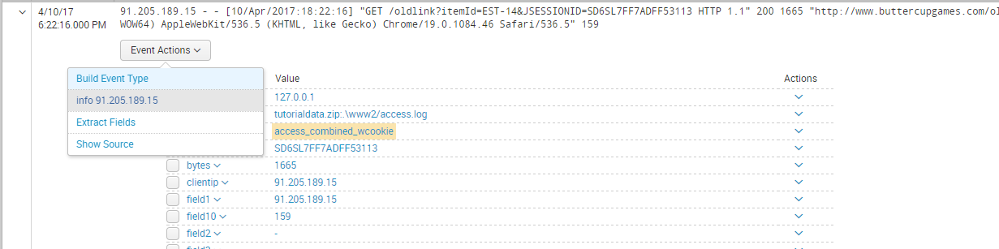 4/10/17
6:22:16.000 PM
91.205.189.15 - - [10/Apr/2017:18:22:16] "GET /oldlink?itemId=EST-14&JSESSIONID=SD6SL7FF7ADFF53113 HTTP 1.1" 200 1665 "http://www.buttercupgames.com/ol
WOW64) AppleWebKit/536.5 (KHTML, like Gecko) Chrome/19.0.1084.46 Safari/536.5" 159
Event Actions
Build Event Type
info 91.205.189.15
Extract Fields
Show Source
Value Actions
127.0.0.1
tutorialdata.zip:.\www2/access.log
access_combined_wcookie
SD6SL7FF7ADFF53113
bytes 1665
clientip 91.205.189.15
field1 91.205.189.15
field10 159
field2 -